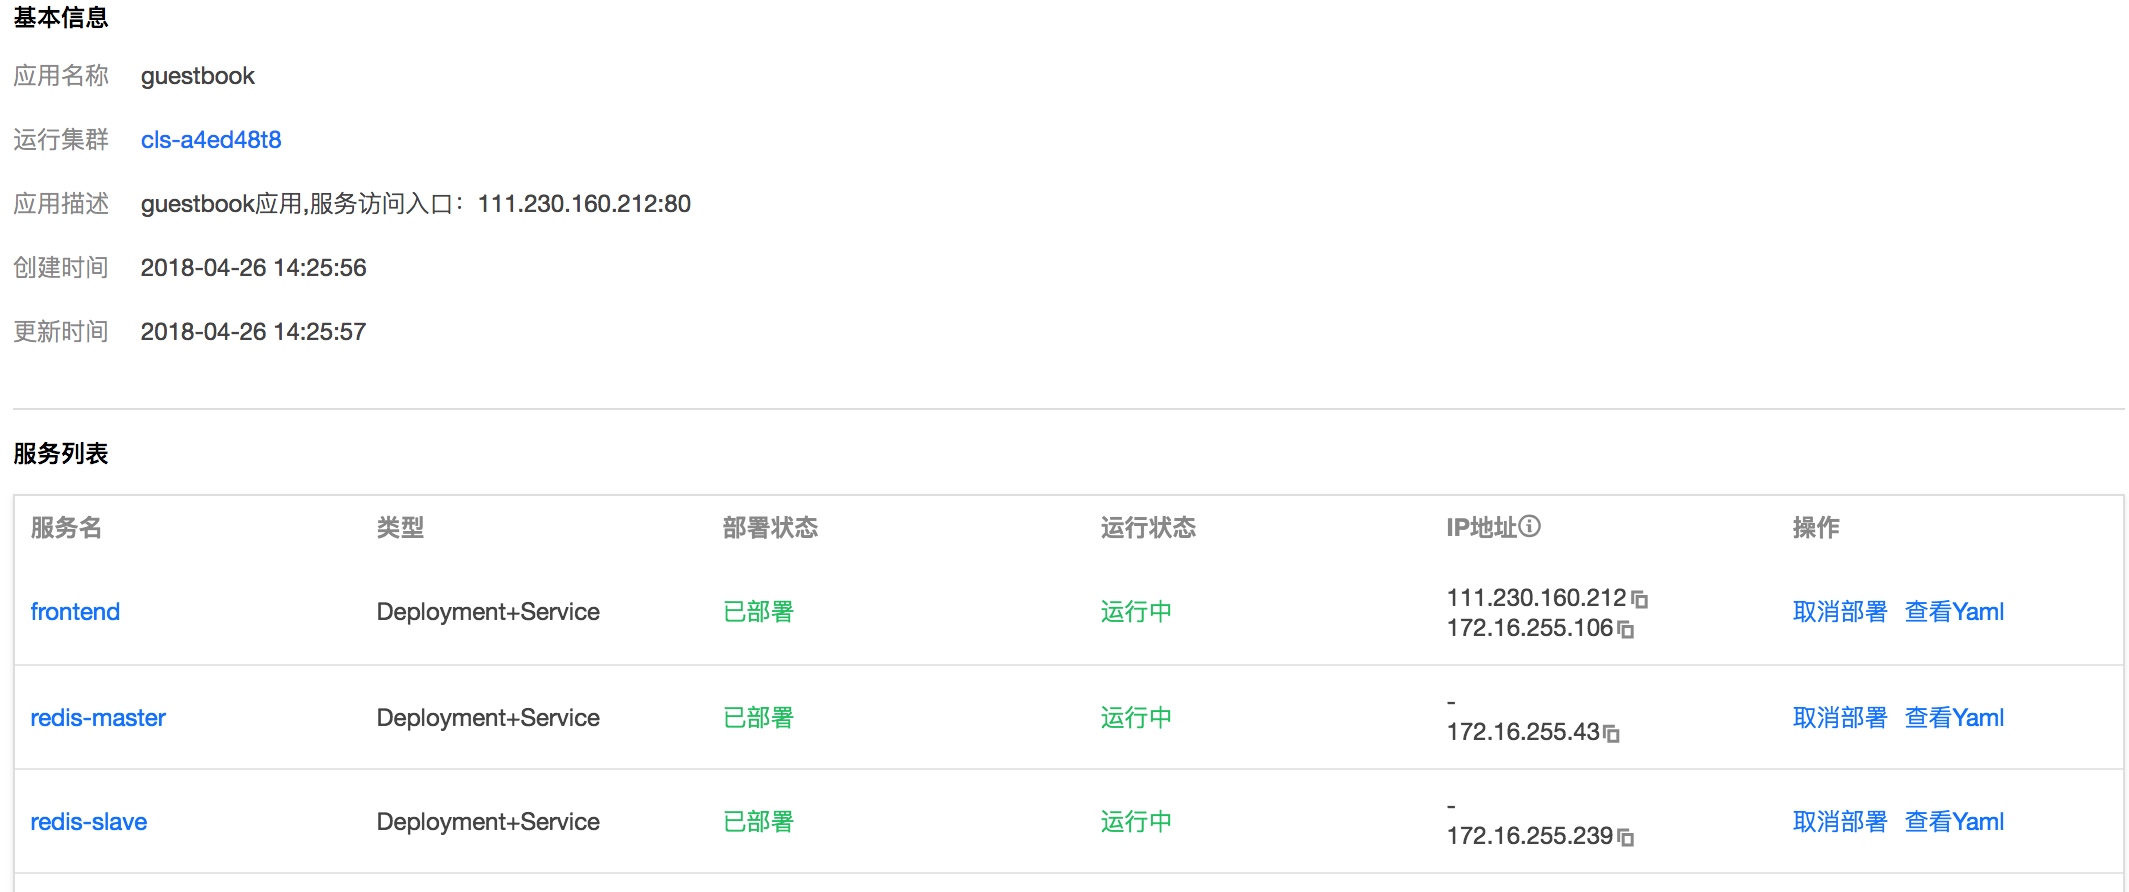 基本信息
应用名称 guestbook
运行集群 cls-a4ed48t8
应用描述 guestbook应用,服务访问入口：111.230.160.212:80
创建时间 2018-04-26 14:25:56
更新时间 2018-04-26 14:25:57
服务列表
服务名 类型 部署状态 运行状态 IP地址 操作
frontend Deployment+Service 已部署 运行中 111.230.160.212 取消部署 查看Yaml
172.16.255.106
redis-master Deployment+Service 已部署 运行中 - 取消部署 查看Yaml
172.16.255.43
redis-slave Deployment+Service 已部署 运行中 - 取消部署 查看Yaml
172.16.255.239